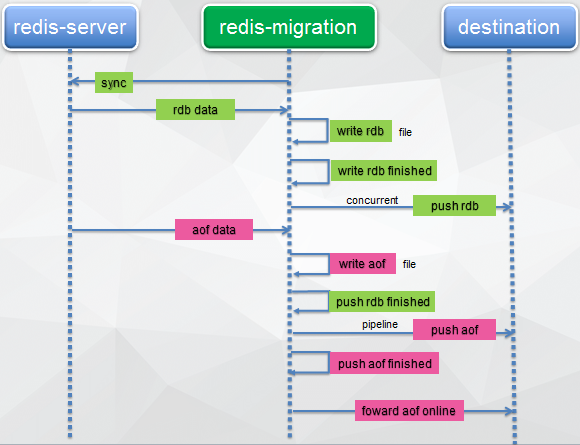 redis-server
redis-migration
destination
sync
rdb data
write rdb
file
write rdb finished
concurrent
push rdb
aof data
write aof
file
push rdb finished
pipeline
push aof
push aof finished
foward aof online